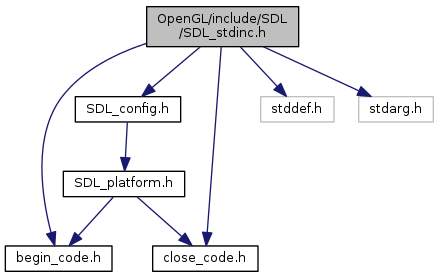 OpenGL/include/SDL
/SDL_stdinc.h
SDL_config.h
stddef.h
stdarg.h
SDL_platform.h
begin_code.h
close_code.h